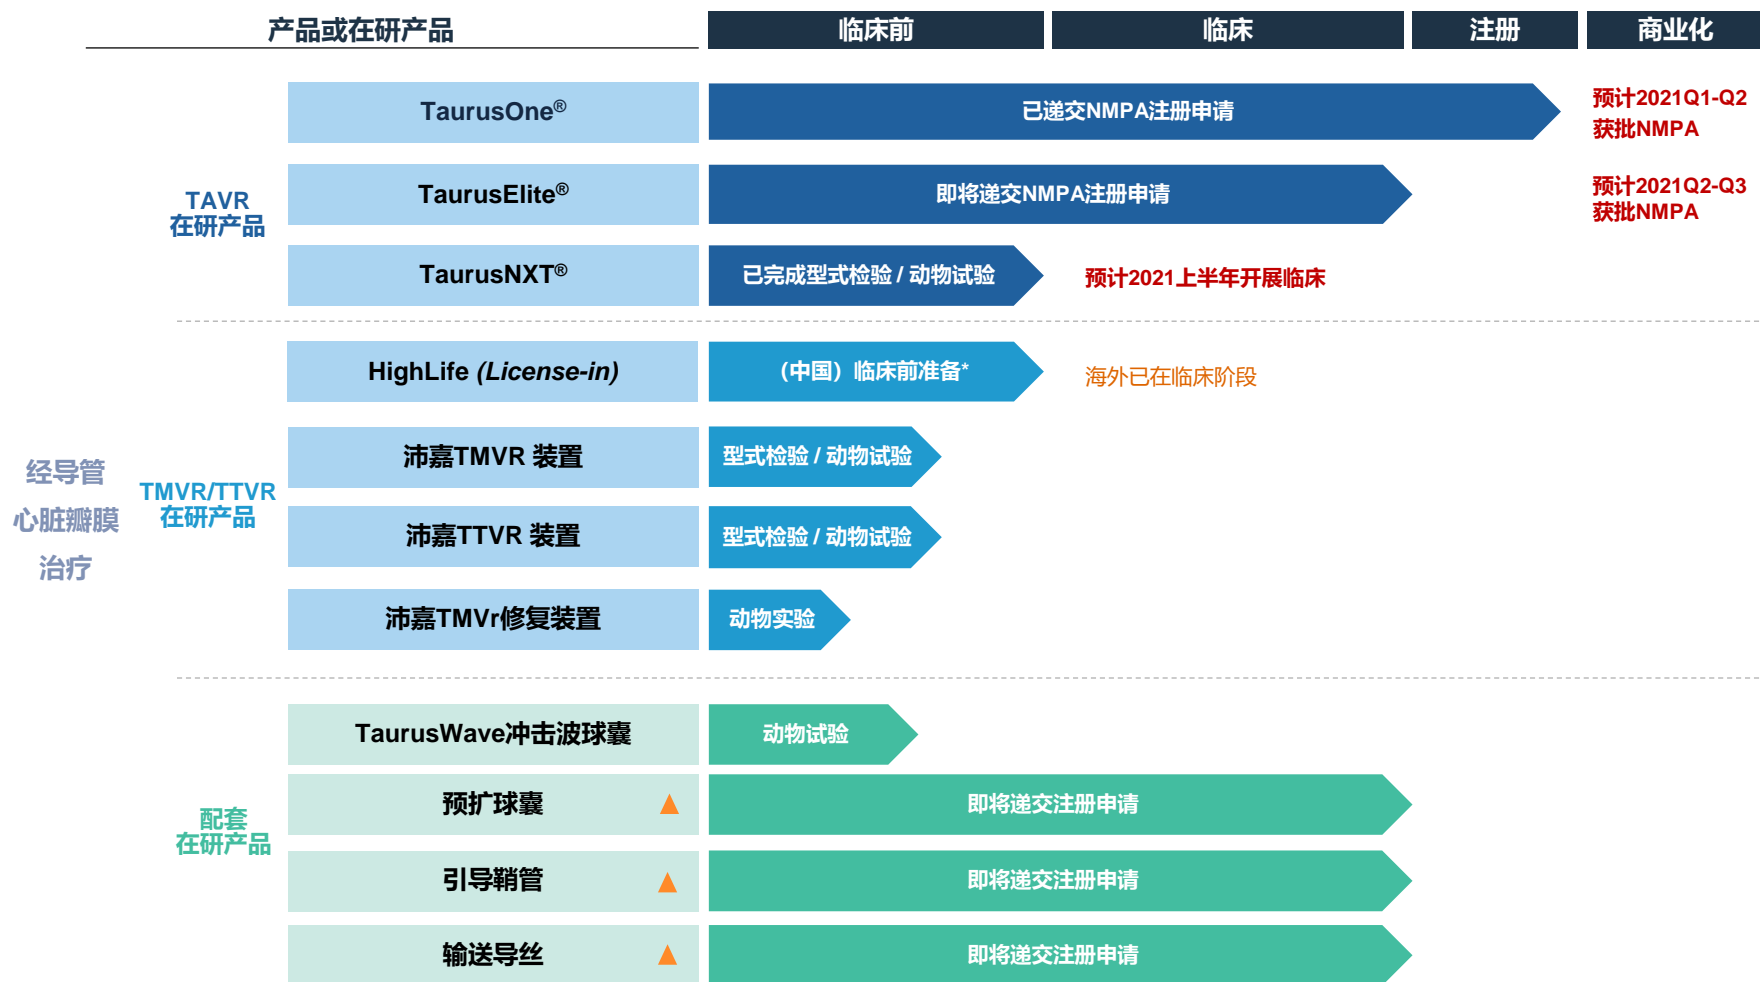 产品或在研产品
临床前
临床
注册
商业化
TaurusOne®
已递交NMPA注册申请
预计2021Q1-Q2
获批NMPA
TAVR
在研产品
TaurusElite®
即将递交NMPA注册申请
预计2021Q2-Q3
获批NMPA
TaurusNXT®
已完成型式检验 / 动物试验
预计2021上半年开展临床
经导管
心脏瓣膜
治疗
TMVR/TTVR
在研产品
HighLife (License-in)
（中国）临床前准备*
海外已在临床阶段
沛嘉TMVR 装置
型式检验 / 动物试验
沛嘉TTVR 装置
型式检验 / 动物试验
沛嘉TMVr修复装置
动物实验
配套
在研产品
TaurusWave冲击波球囊
动物试验
预扩球囊
即将递交注册申请
引导鞘管
即将递交注册申请
输送导丝
即将递交注册申请